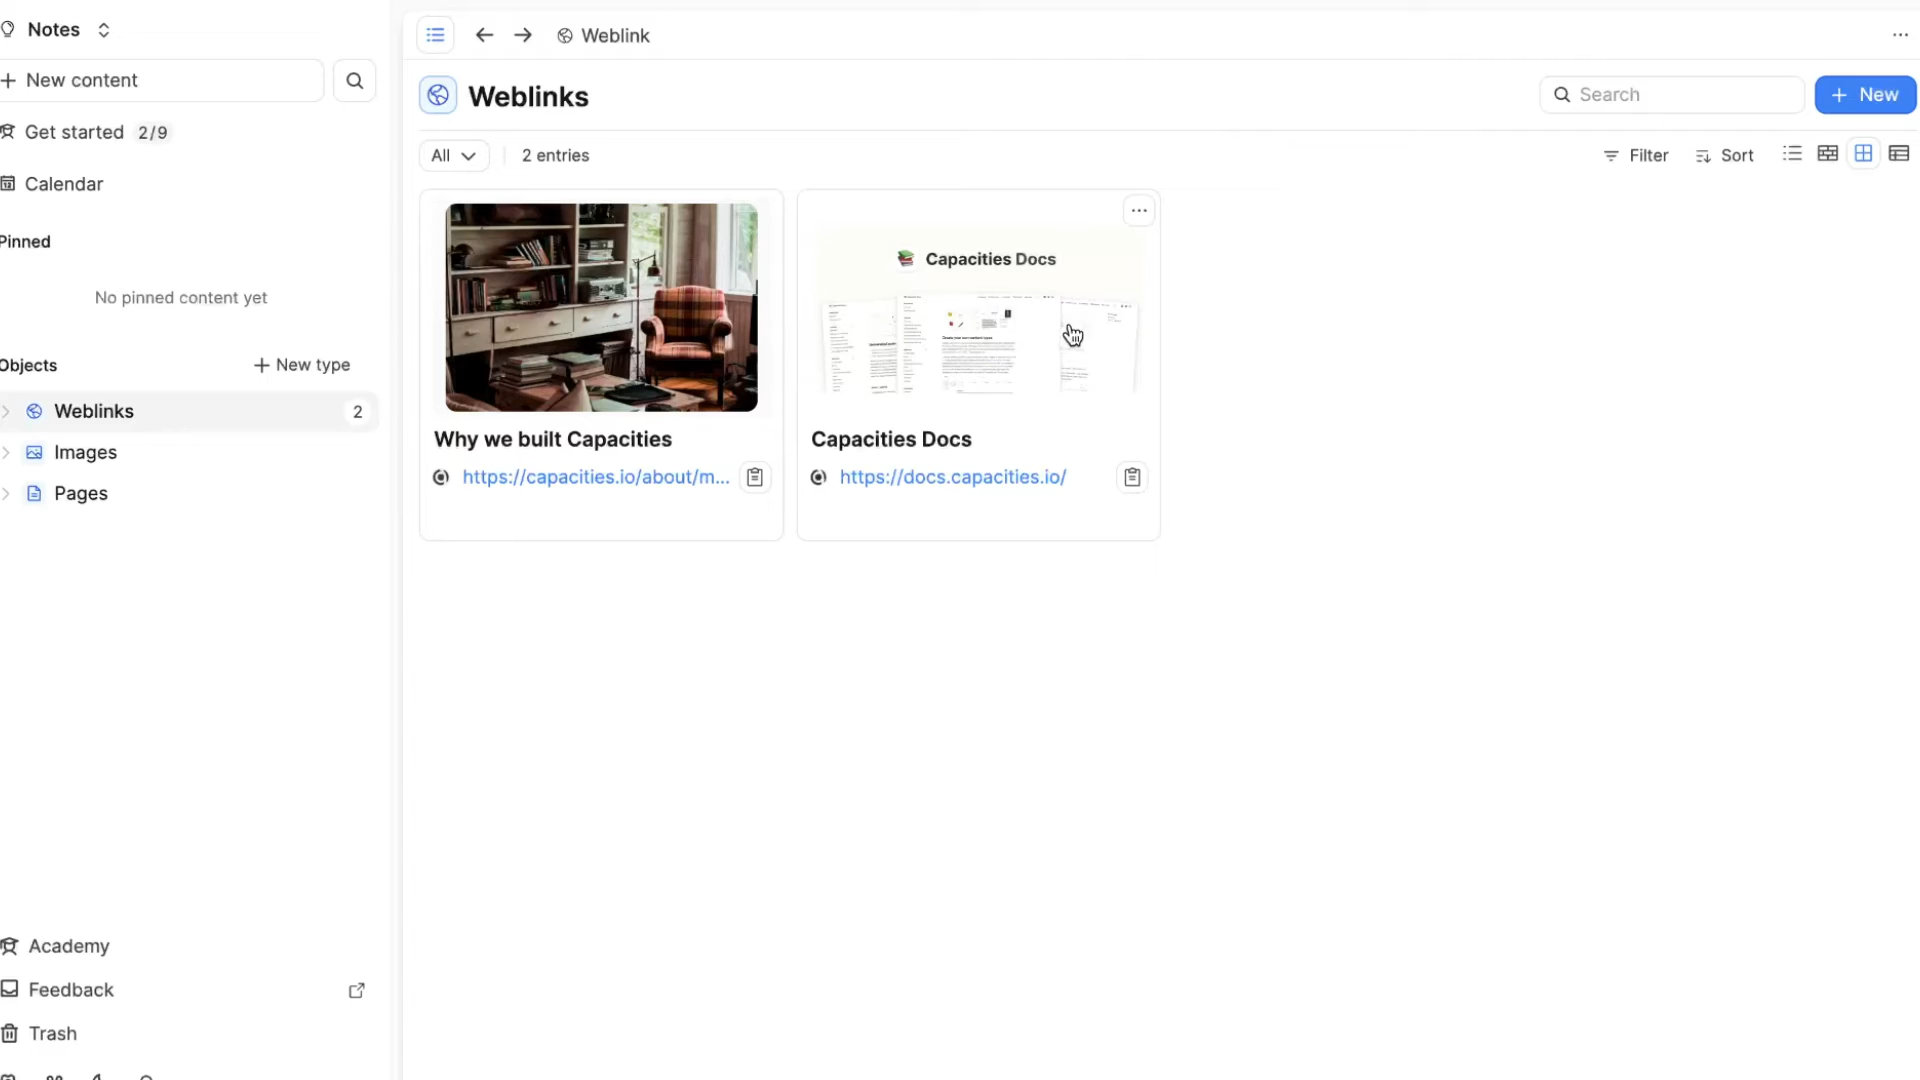 Notes
New content
Get started 2/9
Calendar
Pinned
No pinned content yet
Objects
New type
Weblinks 2
Images
Pages
Academy
Feedback
Trash
Weblink
Weblinks
Search
New
All
2 entries
Filter
Sort
Why we built Capacities
https://capacities.io/about/m...
Capacities Docs
Capacities Docs
https://docs.capacities.io/